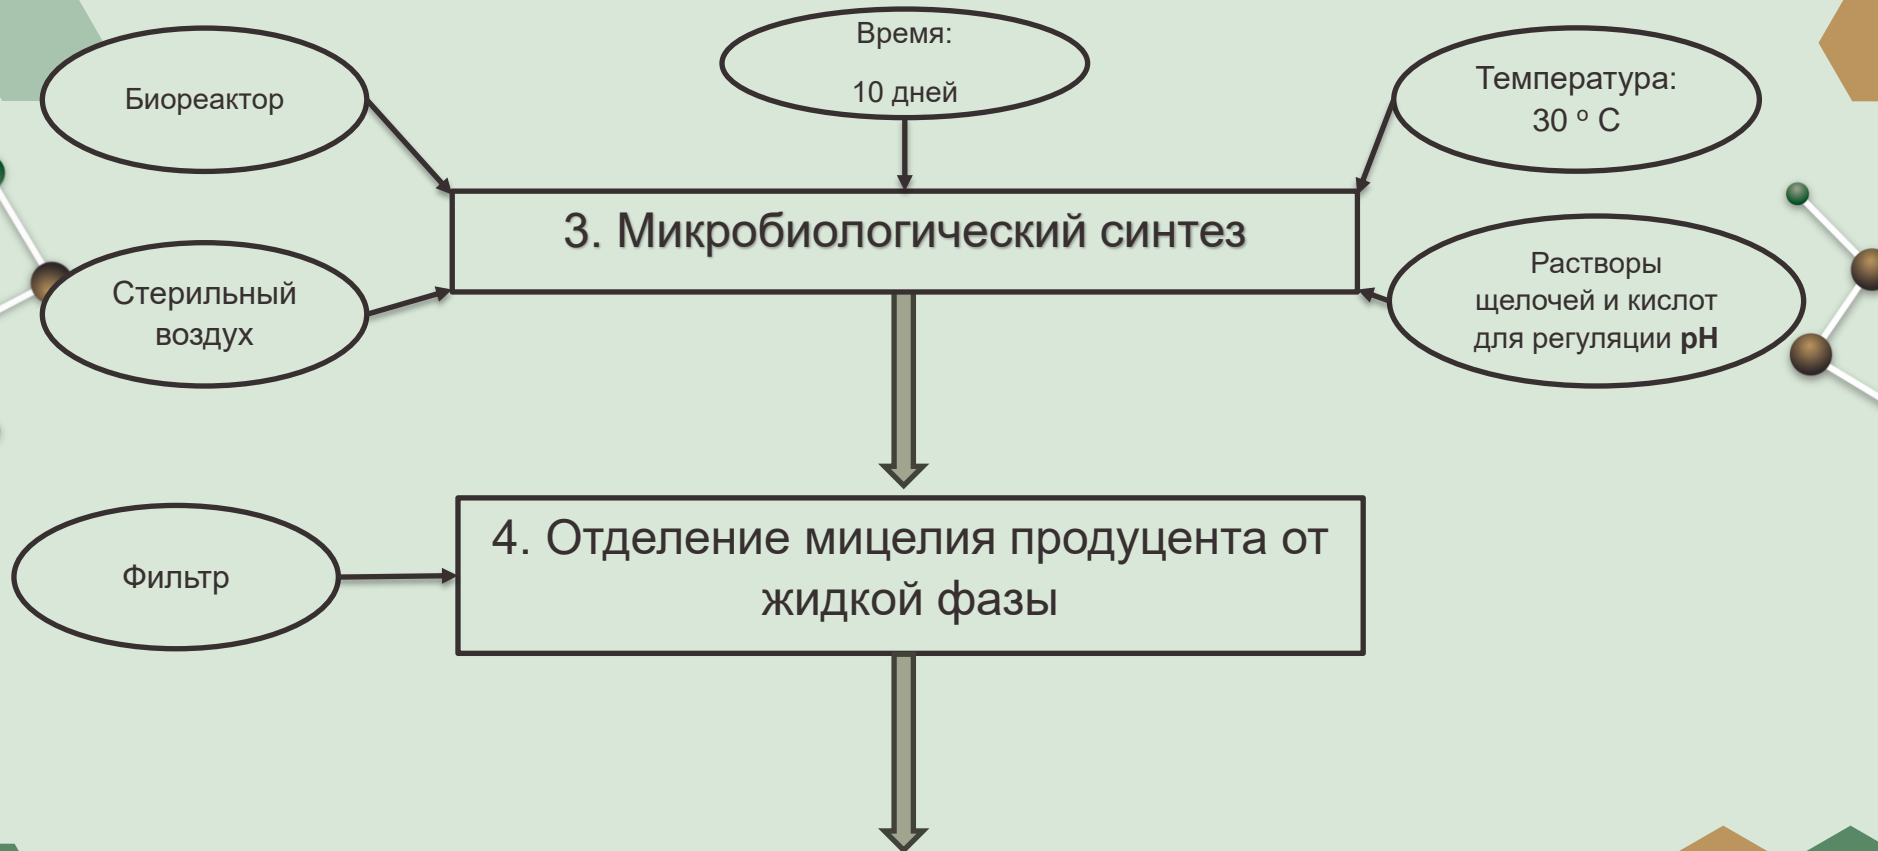 Время:
10 дней
Биореактор
Температура:
30 º С
3. Микробиологический синтез
Стерильный
воздух
Растворы
щелочей и кислот
для регуляции pH
4. Отделение мицелия продуцента от
жидкой фазы
Фильтр